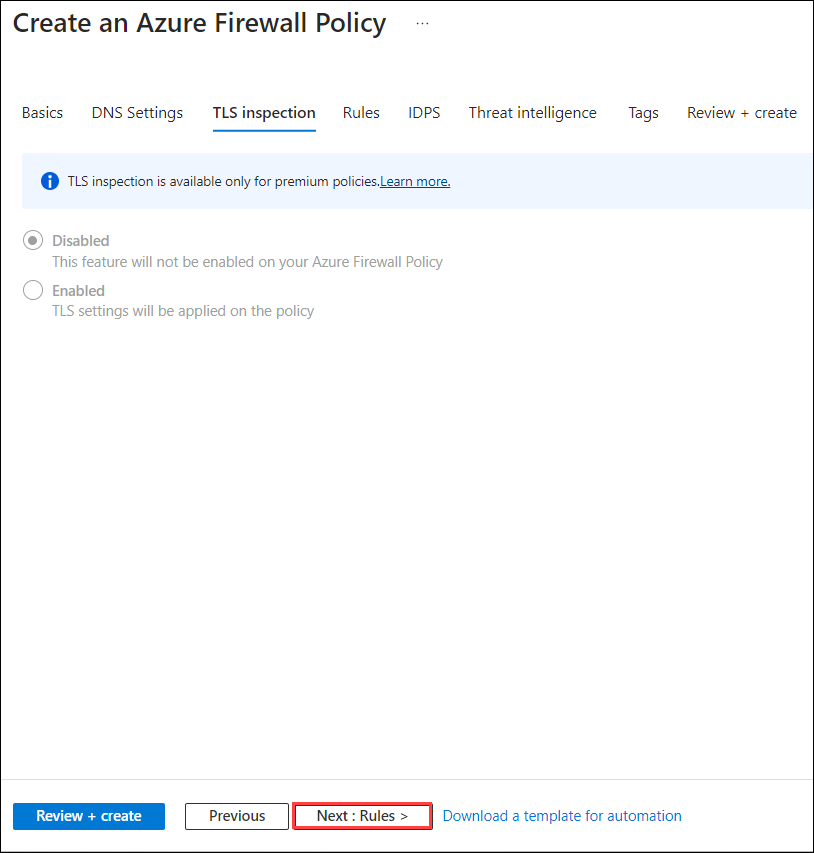 Create an Azure Firewall Policy ...
Basics DNS Settings TLS inspection Rules IDPS Threat intelligence Tags Review + create
TLS inspection is available only for premium policies.Learn more.
Disabled
This feature will not be enabled on your Azure Firewall Policy
Enabled
TLS settings will be applied on the policy
Review + create Previous Next : Rules > Download a template for automation